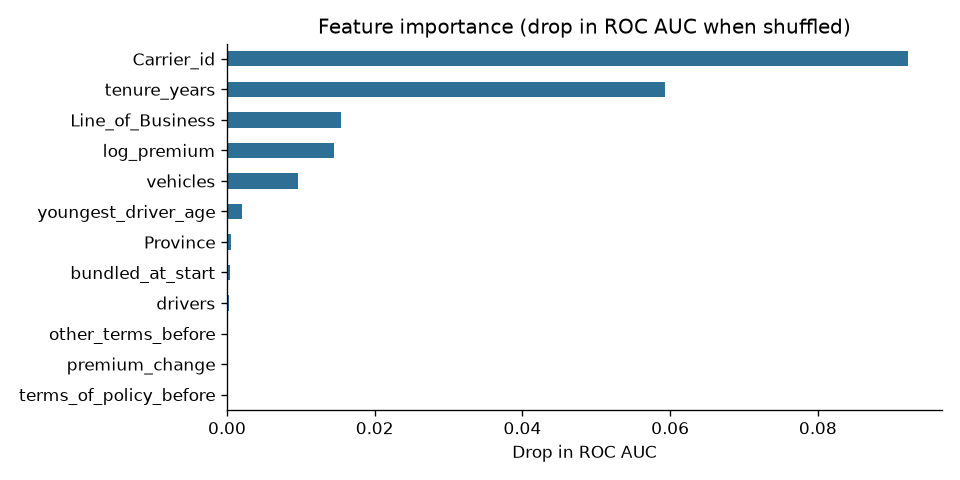 Feature importance (drop in ROC AUC when shuffled)
Carrier_id
tenure_years
Line_of_Business
log_premium
vehicles
youngest_driver_age
Province
bundled_at_start
drivers
other_terms_before
premium_change
terms_of_policy_before
0.00 0.02 0.04 0.06 0.08
Drop in ROC AUC